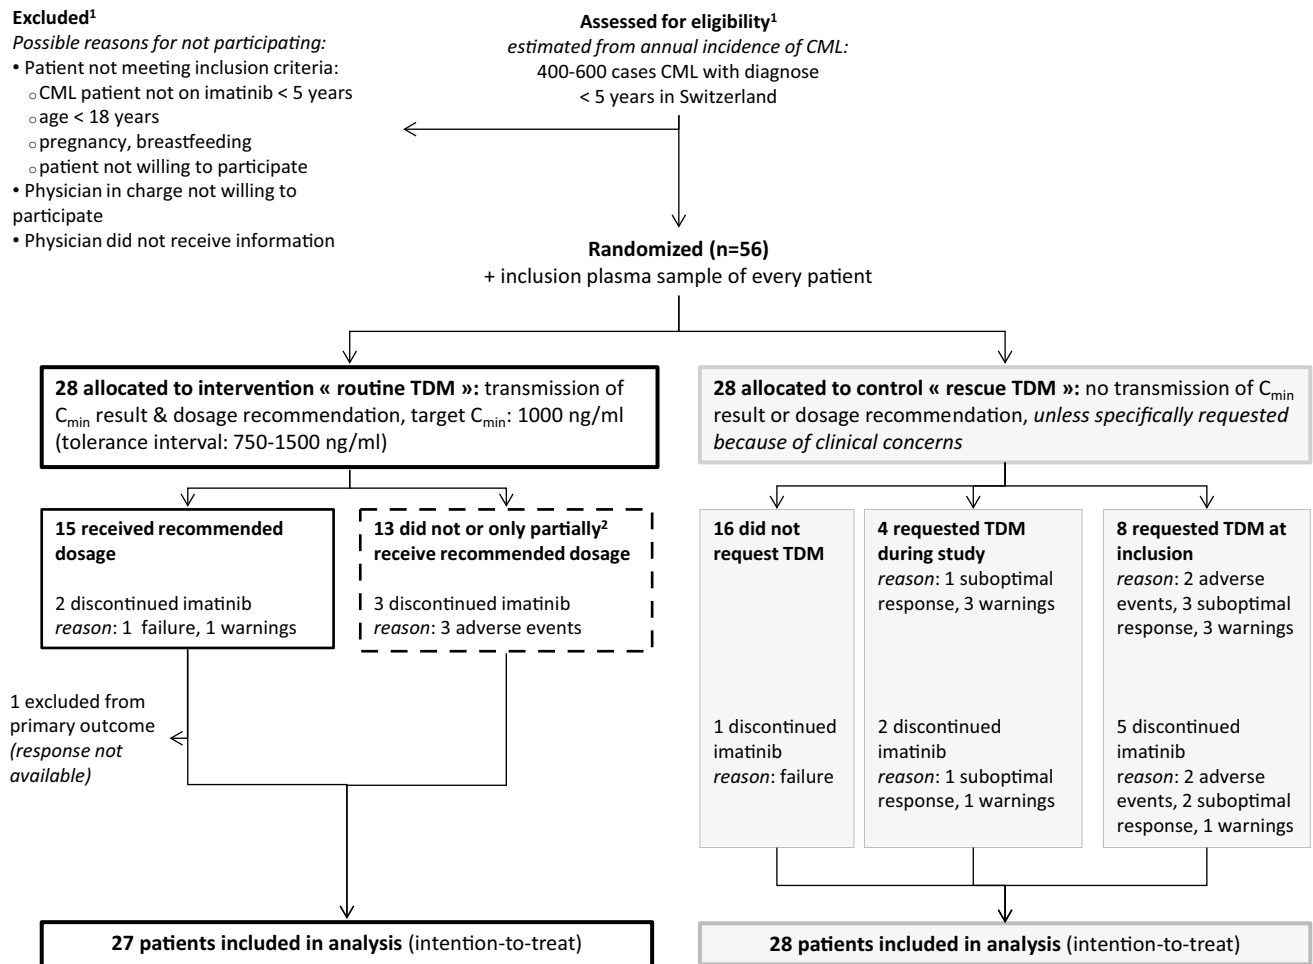 Excluded1
Possible reasons for not participating:
• Patient not meeting inclusion criteria:
○ CML patient not on imatinib < 5 years
○ age < 18 years
○ pregnancy, breastfeeding
○ patient not willing to participate
• Physician in charge not willing to
participate
• Physician did not receive information
Assessed for eligibility1
estimated from annual incidence of CML:
400-600 cases CML with diagnose
< 5 years in Switzerland
Randomized (n=56)
+ inclusion plasma sample of every patient
28 allocated to intervention « routine TDM »: transmission of
Cmin result & dosage recommendation, target Cmin: 1000 ng/ml
(tolerance interval: 750-1500 ng/ml)
28 allocated to control « rescue TDM »: no transmission of Cmin
result or dosage recommendation, unless specifically requested
because of clinical concerns
15 received recommended
dosage
2 discontinued imatinib
reason: 1 failure, 1 warnings
13 did not or only partially2
receive recommended dosage
3 discontinued imatinib
reason: 3 adverse events
16 did not
request TDM
1 discontinued
imatinib
reason: failure
4 requested TDM
during study
reason: 1 suboptimal
response, 3 warnings
2 discontinued
imatinib
reason: 1 suboptimal
response, 1 warnings
8 requested TDM at
inclusion
reason: 2 adverse
events, 3 suboptimal
response, 3 warnings
5 discontinued
imatinib
reason: 2 adverse
events, 2 suboptimal
response, 1 warnings
1 excluded from
primary outcome
(response not
available)
27 patients included in analysis (intention-to-treat)
28 patients included in analysis (intention-to-treat)